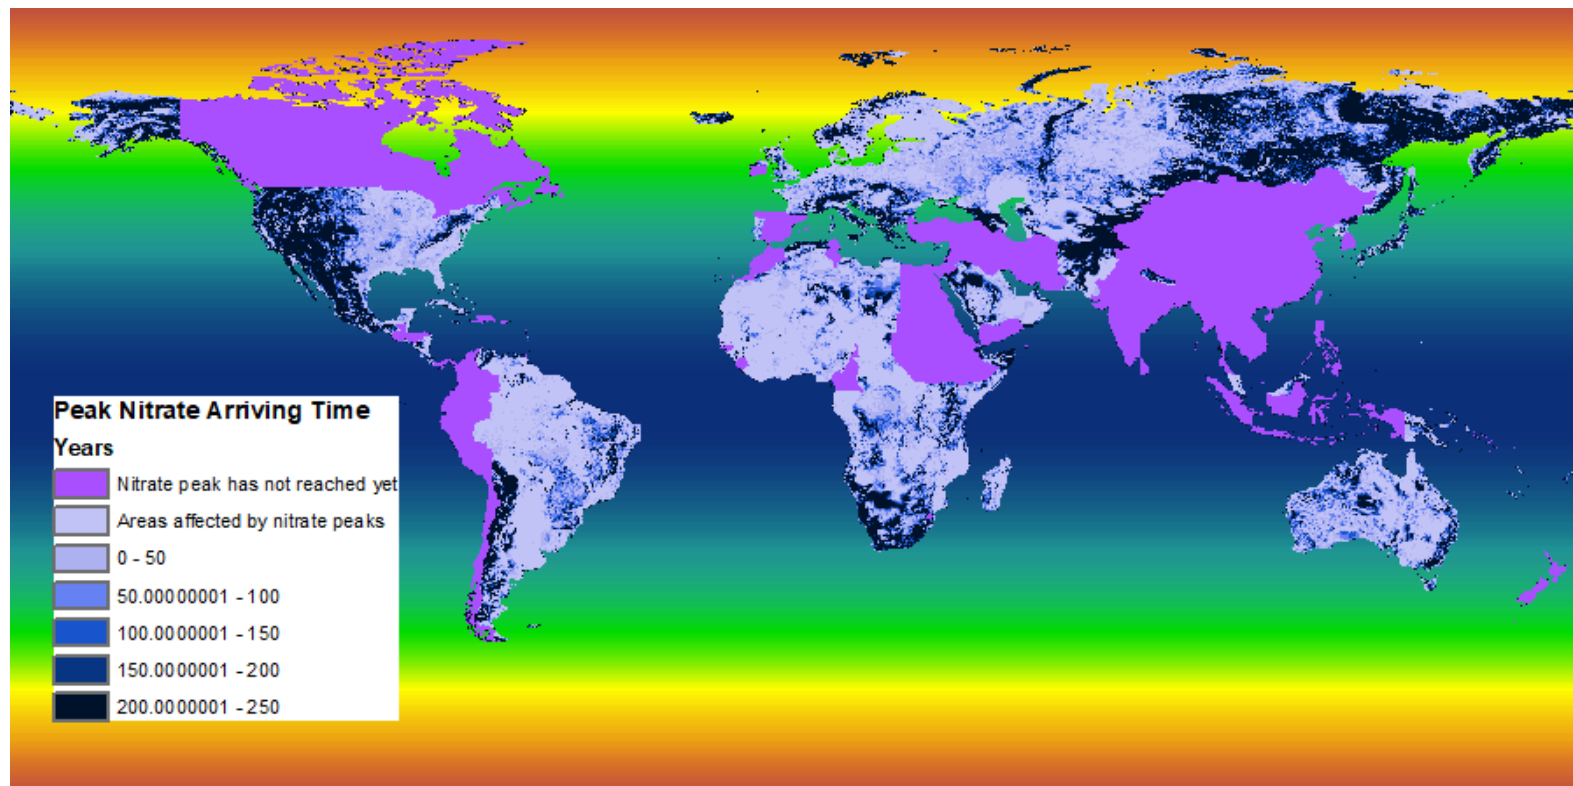 Peak Nitrate Arriving Time
Years
Nitrate peak has not reached yet
Areas affected by nitrate peaks
0 - 50
50.00000001 - 100
100.0000001 - 150
150.0000001 - 200
200.0000001 - 250